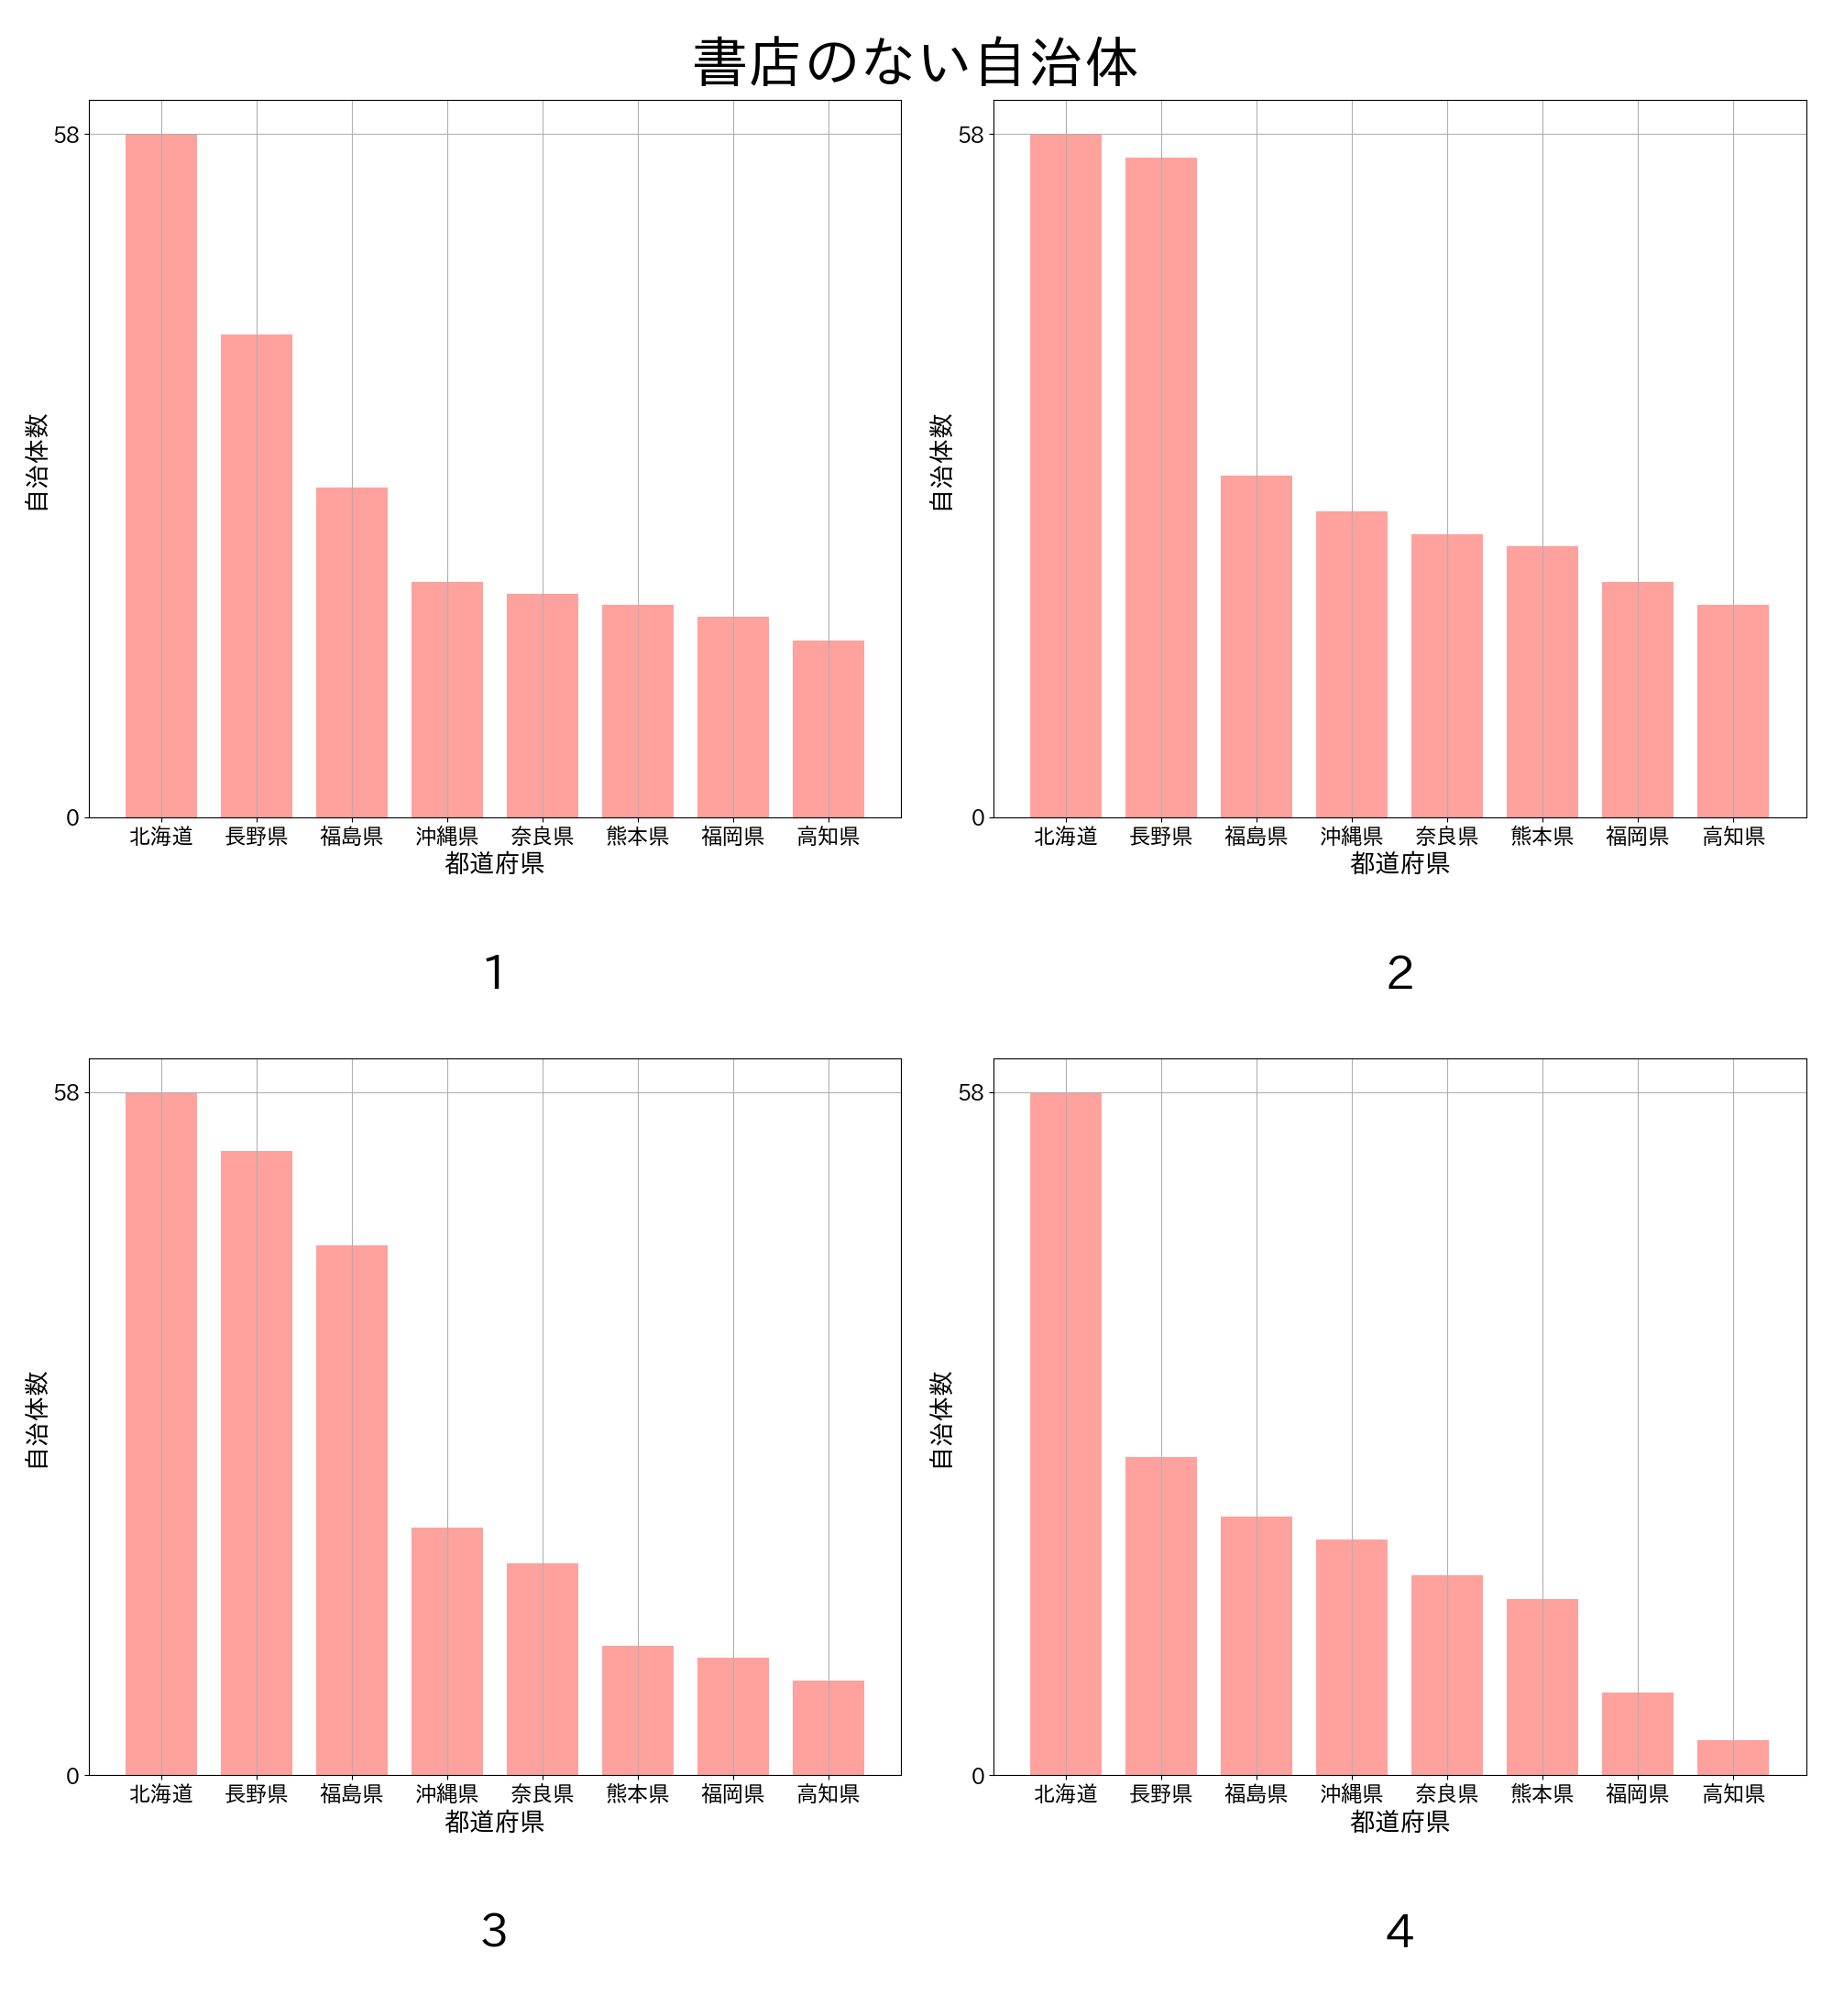 書店のない自治体
58
0
自治体数
北海道 長野県 福島県 沖縄県 奈良県 熊本県 福岡県 高知県
都道府県
1
58
0
自治体数
北海道 長野県 福島県 沖縄県 奈良県 熊本県 福岡県 高知県
都道府県
2
58
0
自治体数
北海道 長野県 福島県 沖縄県 奈良県 熊本県 福岡県 高知県
都道府県
3
58
0
自治体数
北海道 長野県 福島県 沖縄県 奈良県 熊本県 福岡県 高知県
都道府県
4